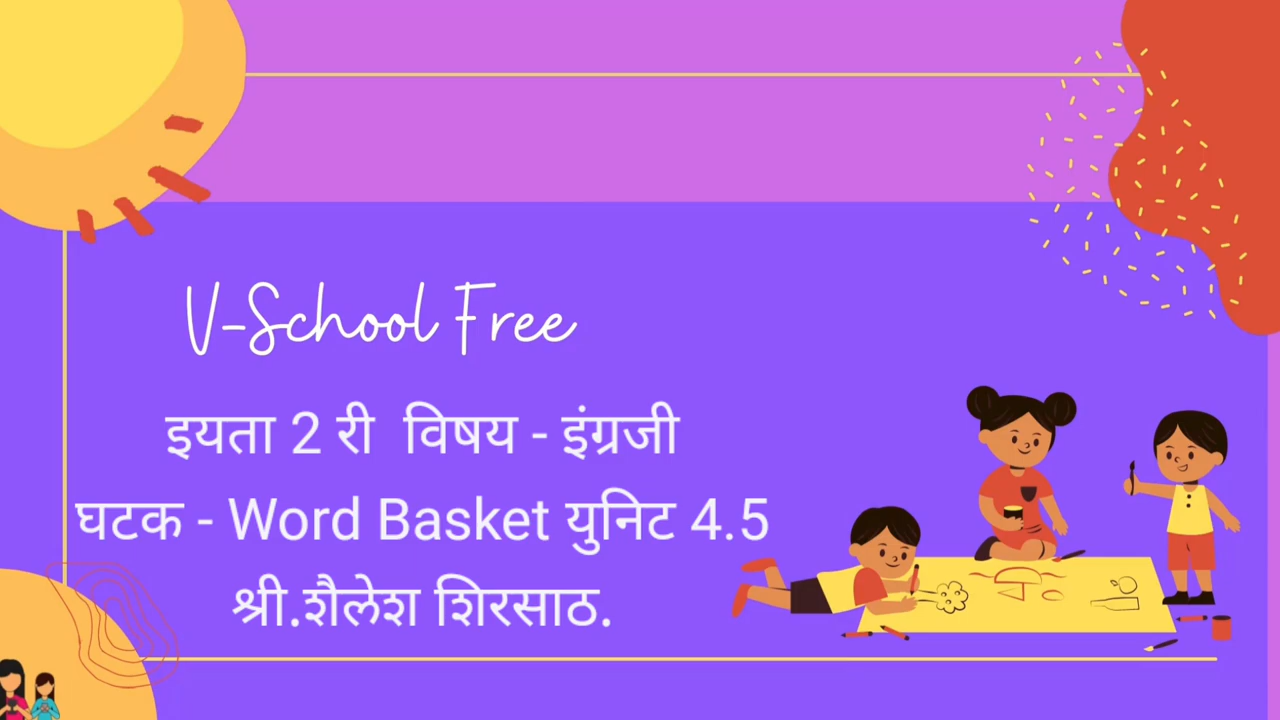 V-School Free
इयता 2 री विषय - इंग्रजी
घटक - Word Basket युनिट 4.5
श्री.शैलेश शिरसाठ.